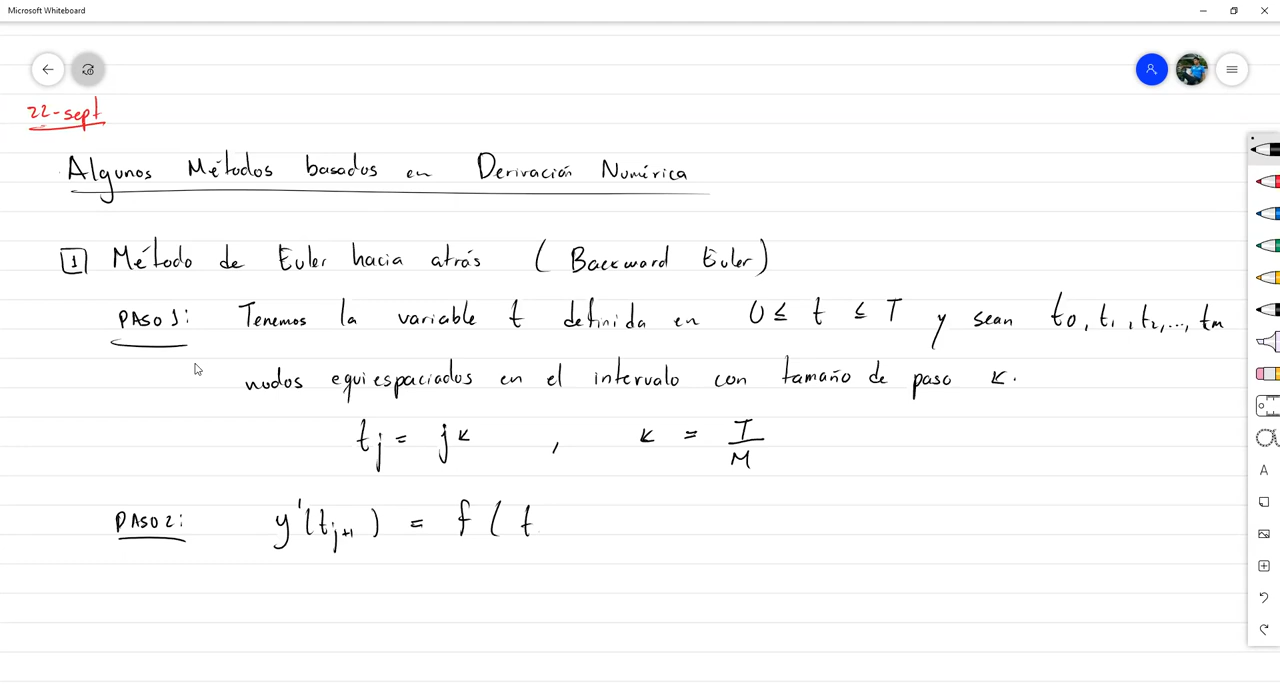 Microsoft Whiteboard
22-sept
Algunos Métodos basados en Derivación Numérica
1 Método de Euler hacia atrás (Backward Euler)
PASO 1: Tenemos la variable t definida en 0 ≤ t ≤ T y sean t0, t1, t2, ..., tM
nodos equiespaciados en el intervalo con tamaño de paso k.
t_j = jk , k = T/M
PASO 2: y'(t_{j+1}) = f ( t
A